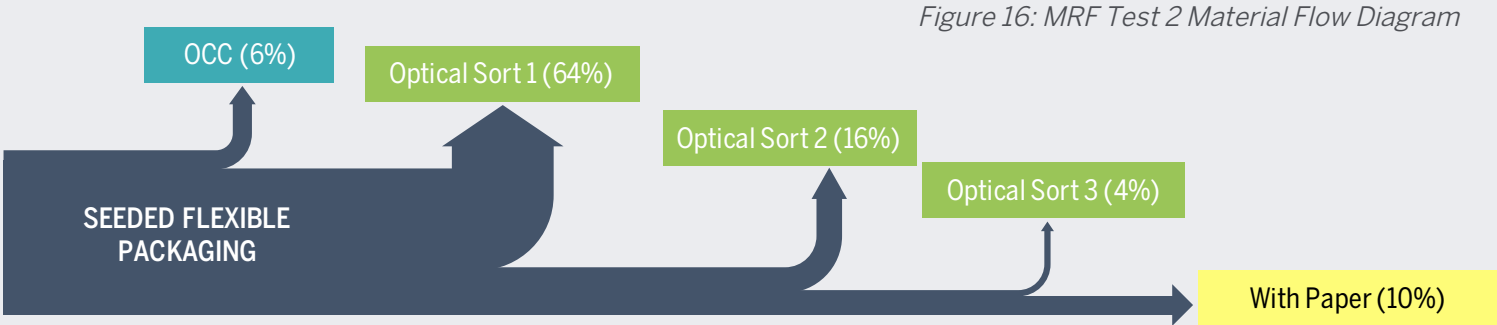 Figure 16: MRF Test 2 Material Flow Diagram
OCC (6%)
Optical Sort 1 (64%)
Optical Sort 2 (16%)
Optical Sort 3 (4%)
SEEDED FLEXIBLE
PACKAGING
With Paper (10%)